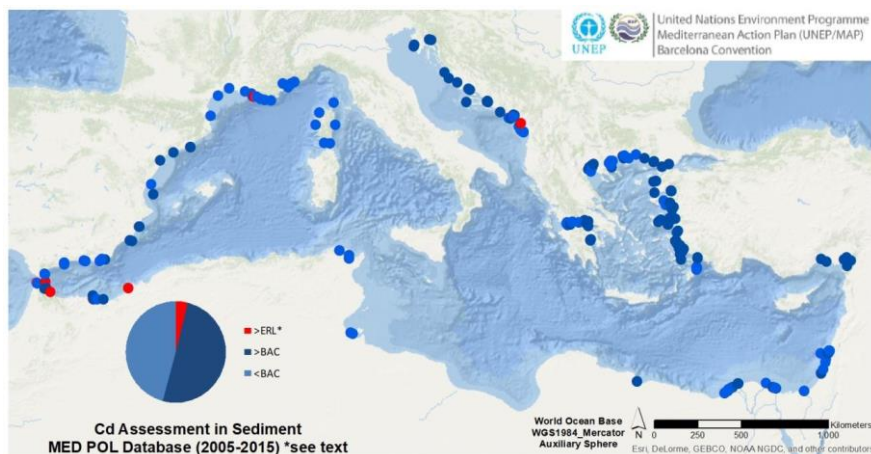 UNEP
MAP
United Nations Environment Programme
Mediterranean Action Plan (UNEP/MAP)
Barcelona Convention
>ERL*
>BAC
<BAC
Cd Assessment in Sediment
MED POL Database (2005-2015) *see text
World Ocean Base
WGS1984_Mercator
Auxiliary Sphere
N
Kilometers
0 250 500 1,000
Esri, DeLorme, GEBCO, NOAA NGDC, and other contributors